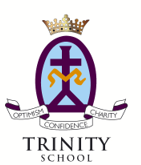 OPTIMISM
CHARITY
CONFIDENCE
TRINITY
SCHOOL